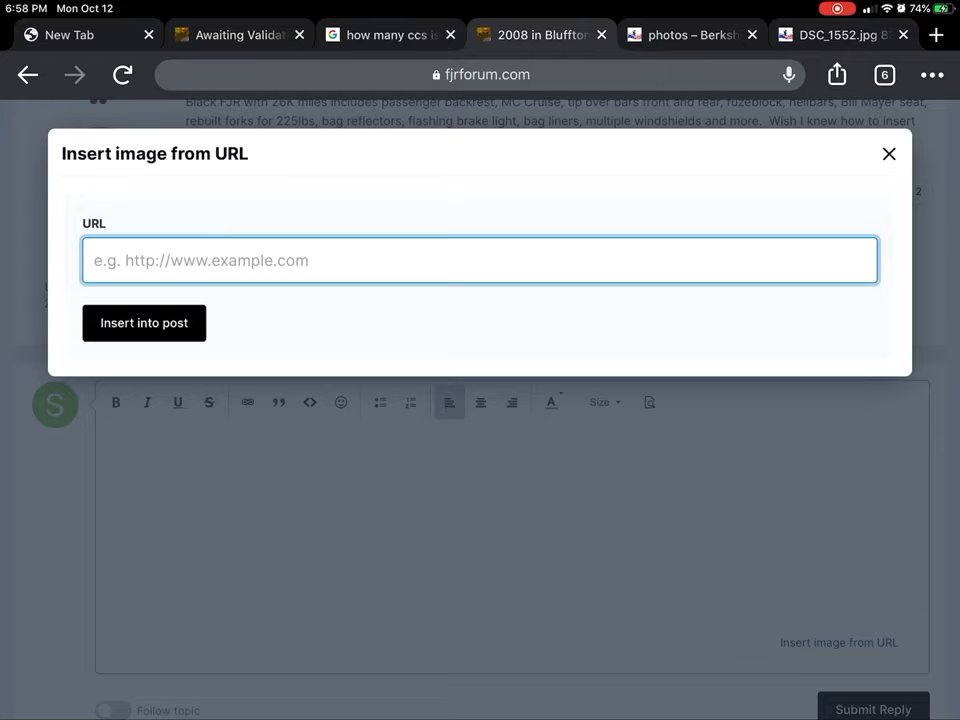 6:58 PM Mon Oct 12
74%
New Tab
Awaiting Validat
how many ccs i
2008 in Bluffton
photos – Berksh
DSC_1552.jpg 8
fjrforum.com
6
Black FJR with 26K miles includes passenger backrest, MC Cruise, tip over bars front and rear, fuzeblock, helibars, Bill Mayer seat,
rebuilt forks for 225lbs, bag reflectors, flashing brake light, bag liners, multiple windshields and more. Wish I knew how to insert
Insert image from URL
2
URL
e.g. http://www.example.com
Insert into post
S
B I U S
A
Size
Insert image from URL
Follow topic
Submit Reply